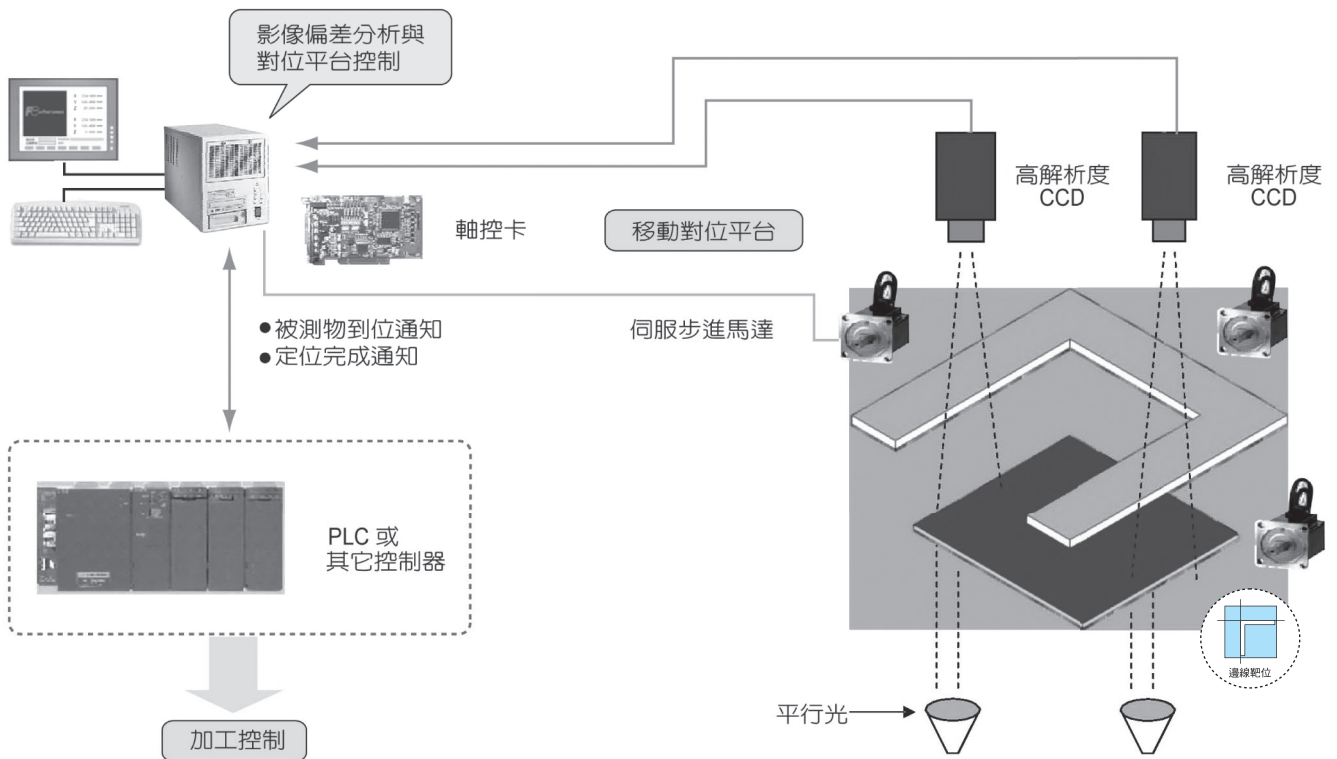 影像偏差分析與
對位平台控制
高解析度
CCD
高解析度
CCD
軸控卡
移動對位平台
●被測物到位通知
●定位完成通知
伺服步進馬達
PLC 或
其它控制器
邊線靶位
平行光
加工控制